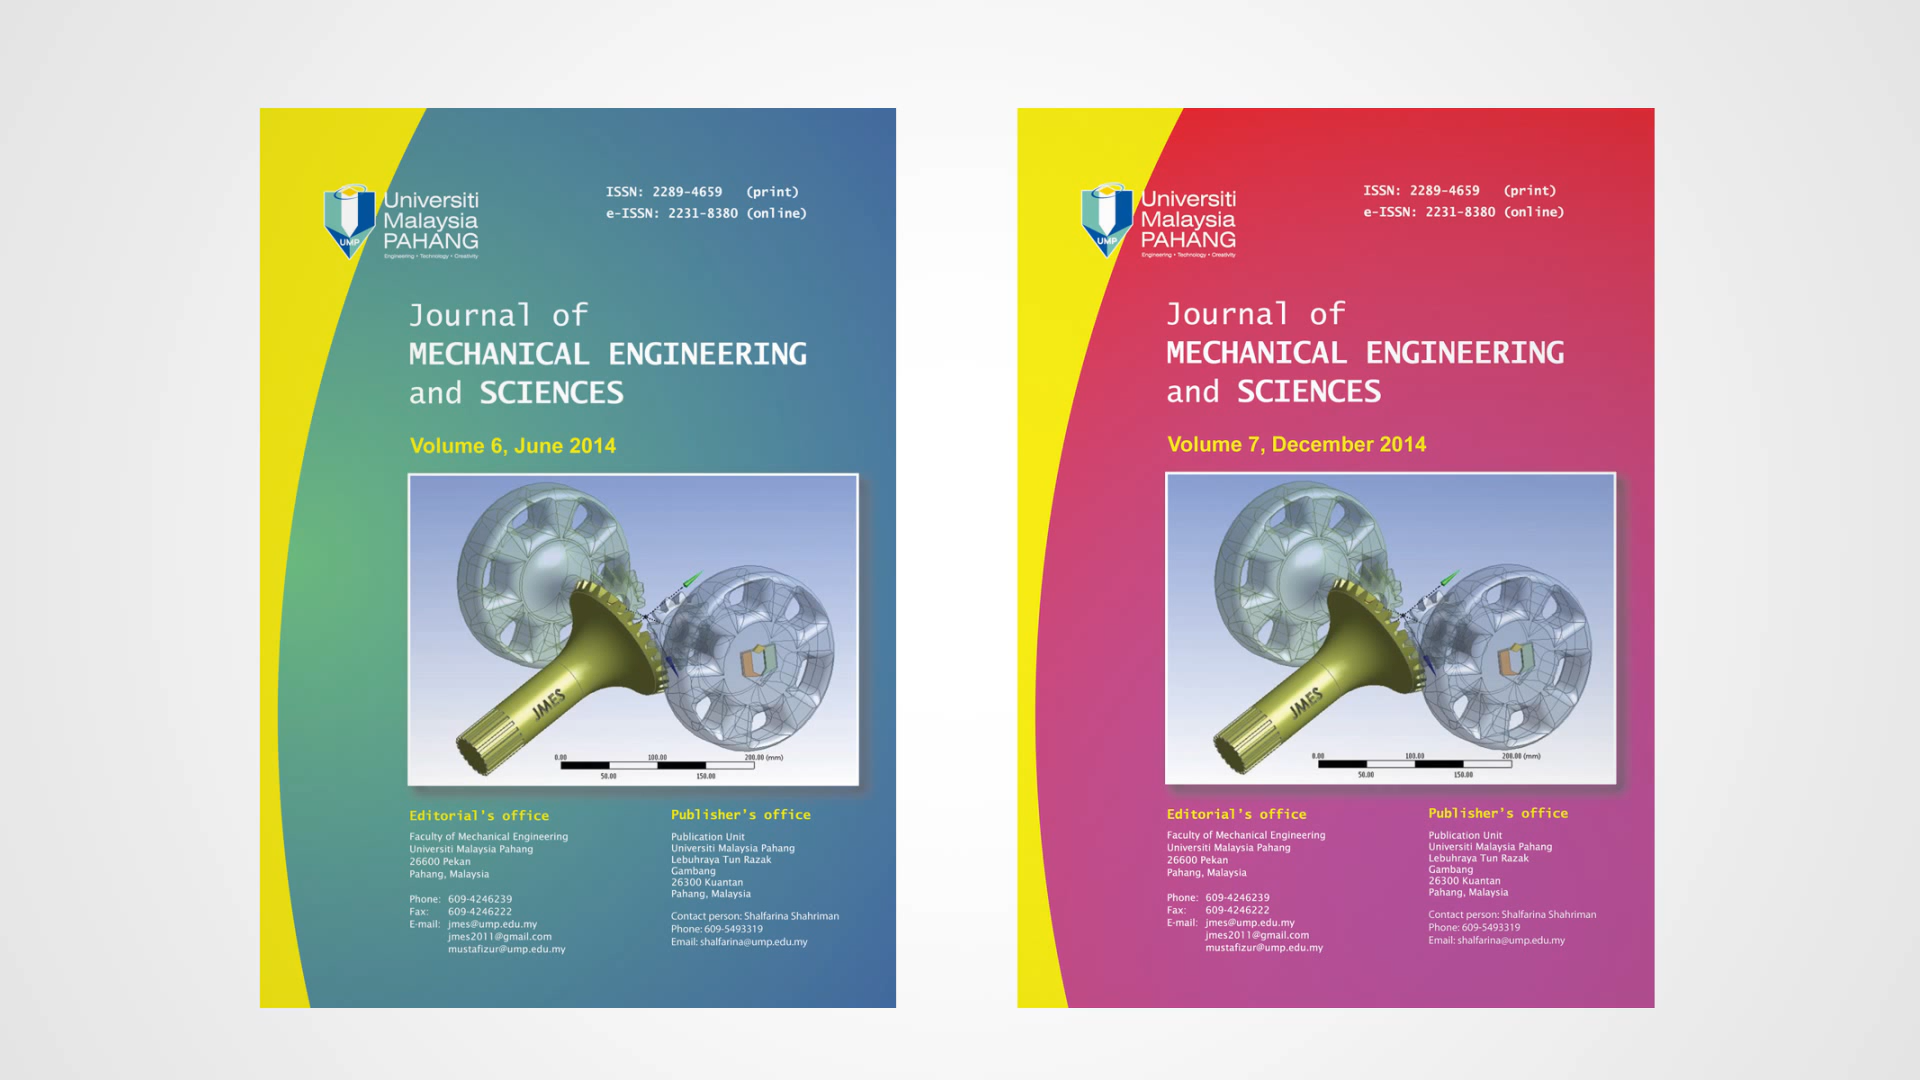 Universiti
Malaysia
PAHANG
Engineering • Technology • Creativity
UMP
ISSN: 2289-4659 (print)
e-ISSN: 2231-8380 (online)
Journal of
MECHANICAL ENGINEERING
and SCIENCES
Volume 6, June 2014
JMES
0.00 100.00 200.00 (mm)
50.00 150.00
Editorial's office
Faculty of Mechanical Engineering
Universiti Malaysia Pahang
26600 Pekan
Pahang, Malaysia
Phone: 609-4246239
Fax: 609-4246222
E-mail: jmes@ump.edu.my
jmes2011@gmail.com
mustafizur@ump.edu.my
Publisher's office
Publication Unit
Universiti Malaysia Pahang
Lebuhraya Tun Razak
Gambang
26300 Kuantan
Pahang, Malaysia
Contact person: Shalfarina Shahriman
Phone: 609-5493319
Email: shalfarina@ump.edu.my
Universiti
Malaysia
PAHANG
Engineering • Technology • Creativity
UMP
ISSN: 2289-4659 (print)
e-ISSN: 2231-8380 (online)
Journal of
MECHANICAL ENGINEERING
and SCIENCES
Volume 7, December 2014
JMES
0.00 100.00 200.00 (mm)
50.00 150.00
Editorial's office
Faculty of Mechanical Engineering
Universiti Malaysia Pahang
26600 Pekan
Pahang, Malaysia
Phone: 609-4246239
Fax: 609-4246222
E-mail: jmes@ump.edu.my
jmes2011@gmail.com
mustafizur@ump.edu.my
Publisher's office
Publication Unit
Universiti Malaysia Pahang
Lebuhraya Tun Razak
Gambang
26300 Kuantan
Pahang, Malaysia
Contact person: Shalfarina Shahriman
Phone: 609-5493319
Email: shalfarina@ump.edu.my